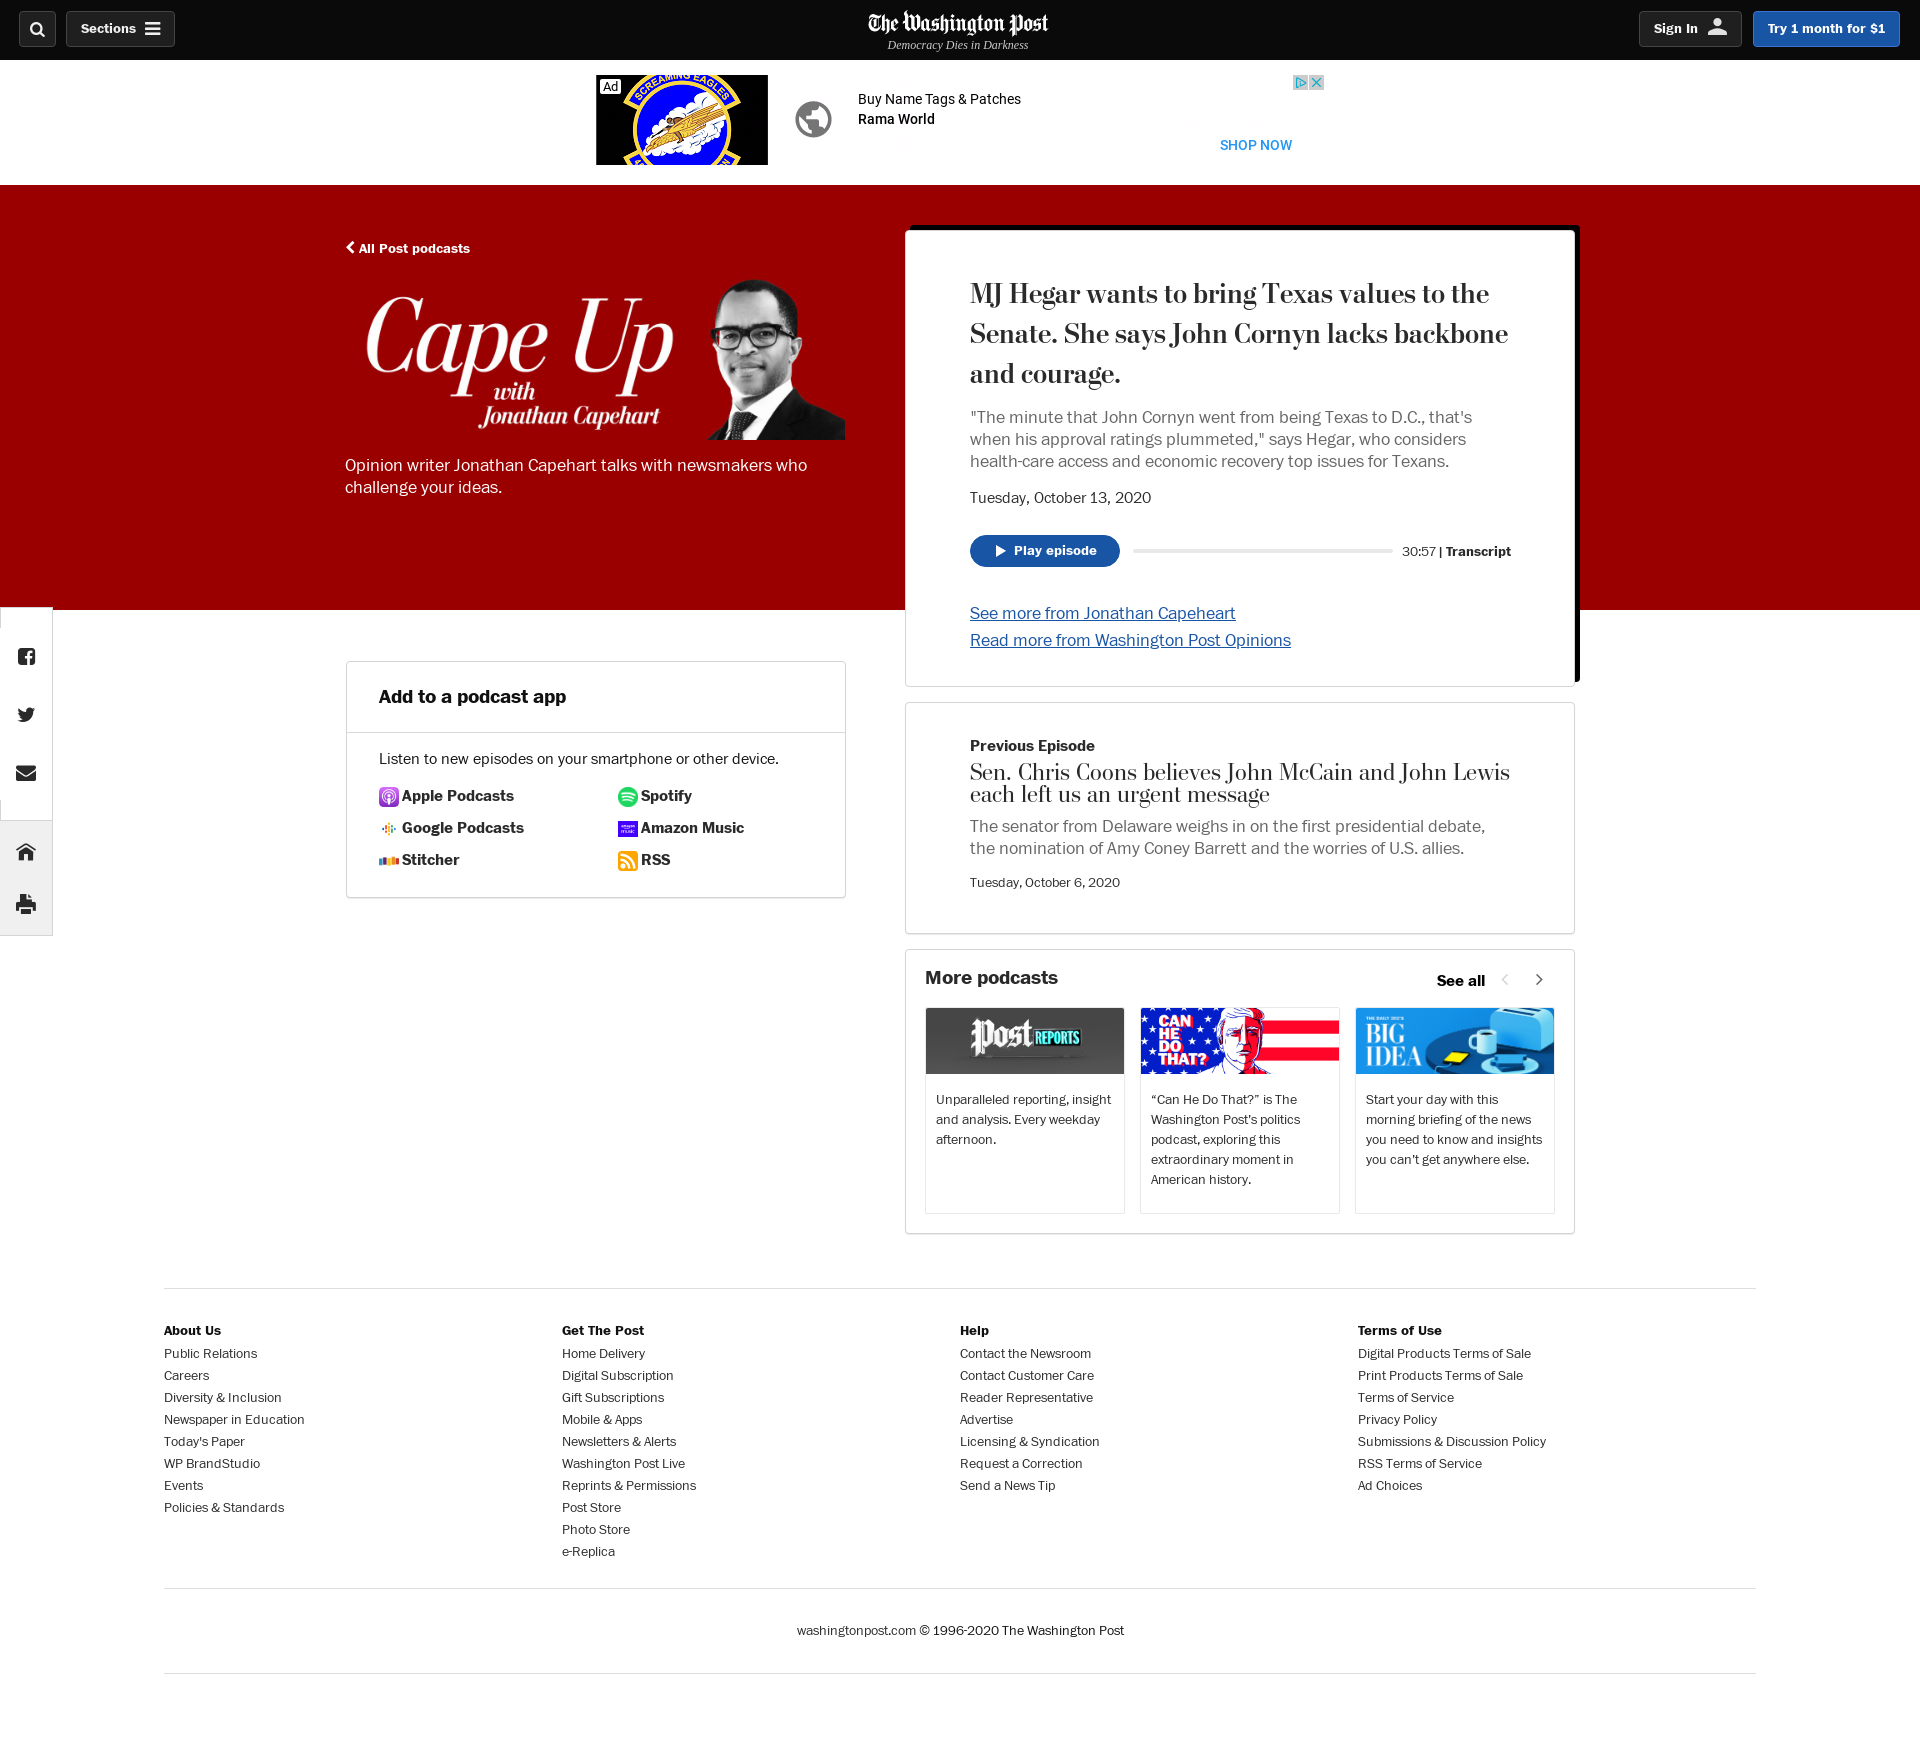 Sections
The Washington Post
Democracy Dies in Darkness
Sign In
Try 1 month for $1
Ad
SCREAMING EAGLES
Buy Name Tags & Patches
Rama World
SHOP NOW
All Post podcasts
Cape Up
with
Jonathan Capehart
Opinion writer Jonathan Capehart talks with newsmakers who
challenge your ideas.
MJ Hegar wants to bring Texas values to the
Senate. She says John Cornyn lacks backbone
and courage.
"The minute that John Cornyn went from being Texas to D.C., that's
when his approval ratings plummeted," says Hegar, who considers
health-care access and economic recovery top issues for Texans.
Tuesday, October 13, 2020
Play episode
30:57 | Transcript
See more from Jonathan Capeheart
Read more from Washington Post Opinions
Add to a podcast app
Listen to new episodes on your smartphone or other device.
Apple Podcasts
Spotify
Google Podcasts
Amazon Music
Stitcher
RSS
Previous Episode
Sen. Chris Coons believes John McCain and John Lewis
each left us an urgent message
The senator from Delaware weighs in on the first presidential debate,
the nomination of Amy Coney Barrett and the worries of U.S. allies.
Tuesday, October 6, 2020
More podcasts
See all
Post REPORTS
Unparalleled reporting, insight
and analysis. Every weekday
afternoon.
CAN
HE
DO
THAT?
“Can He Do That?” is The
Washington Post’s politics
podcast, exploring this
extraordinary moment in
American history.
THE DAILY 202'S
BIG
IDEA
Start your day with this
morning briefing of the news
you need to know and insights
you can’t get anywhere else.
About Us
Public Relations
Careers
Diversity & Inclusion
Newspaper in Education
Today's Paper
WP BrandStudio
Events
Policies & Standards
Get The Post
Home Delivery
Digital Subscription
Gift Subscriptions
Mobile & Apps
Newsletters & Alerts
Washington Post Live
Reprints & Permissions
Post Store
Photo Store
e-Replica
Help
Contact the Newsroom
Contact Customer Care
Reader Representative
Advertise
Licensing & Syndication
Request a Correction
Send a News Tip
Terms of Use
Digital Products Terms of Sale
Print Products Terms of Sale
Terms of Service
Privacy Policy
Submissions & Discussion Policy
RSS Terms of Service
Ad Choices
washingtonpost.com © 1996-2020 The Washington Post